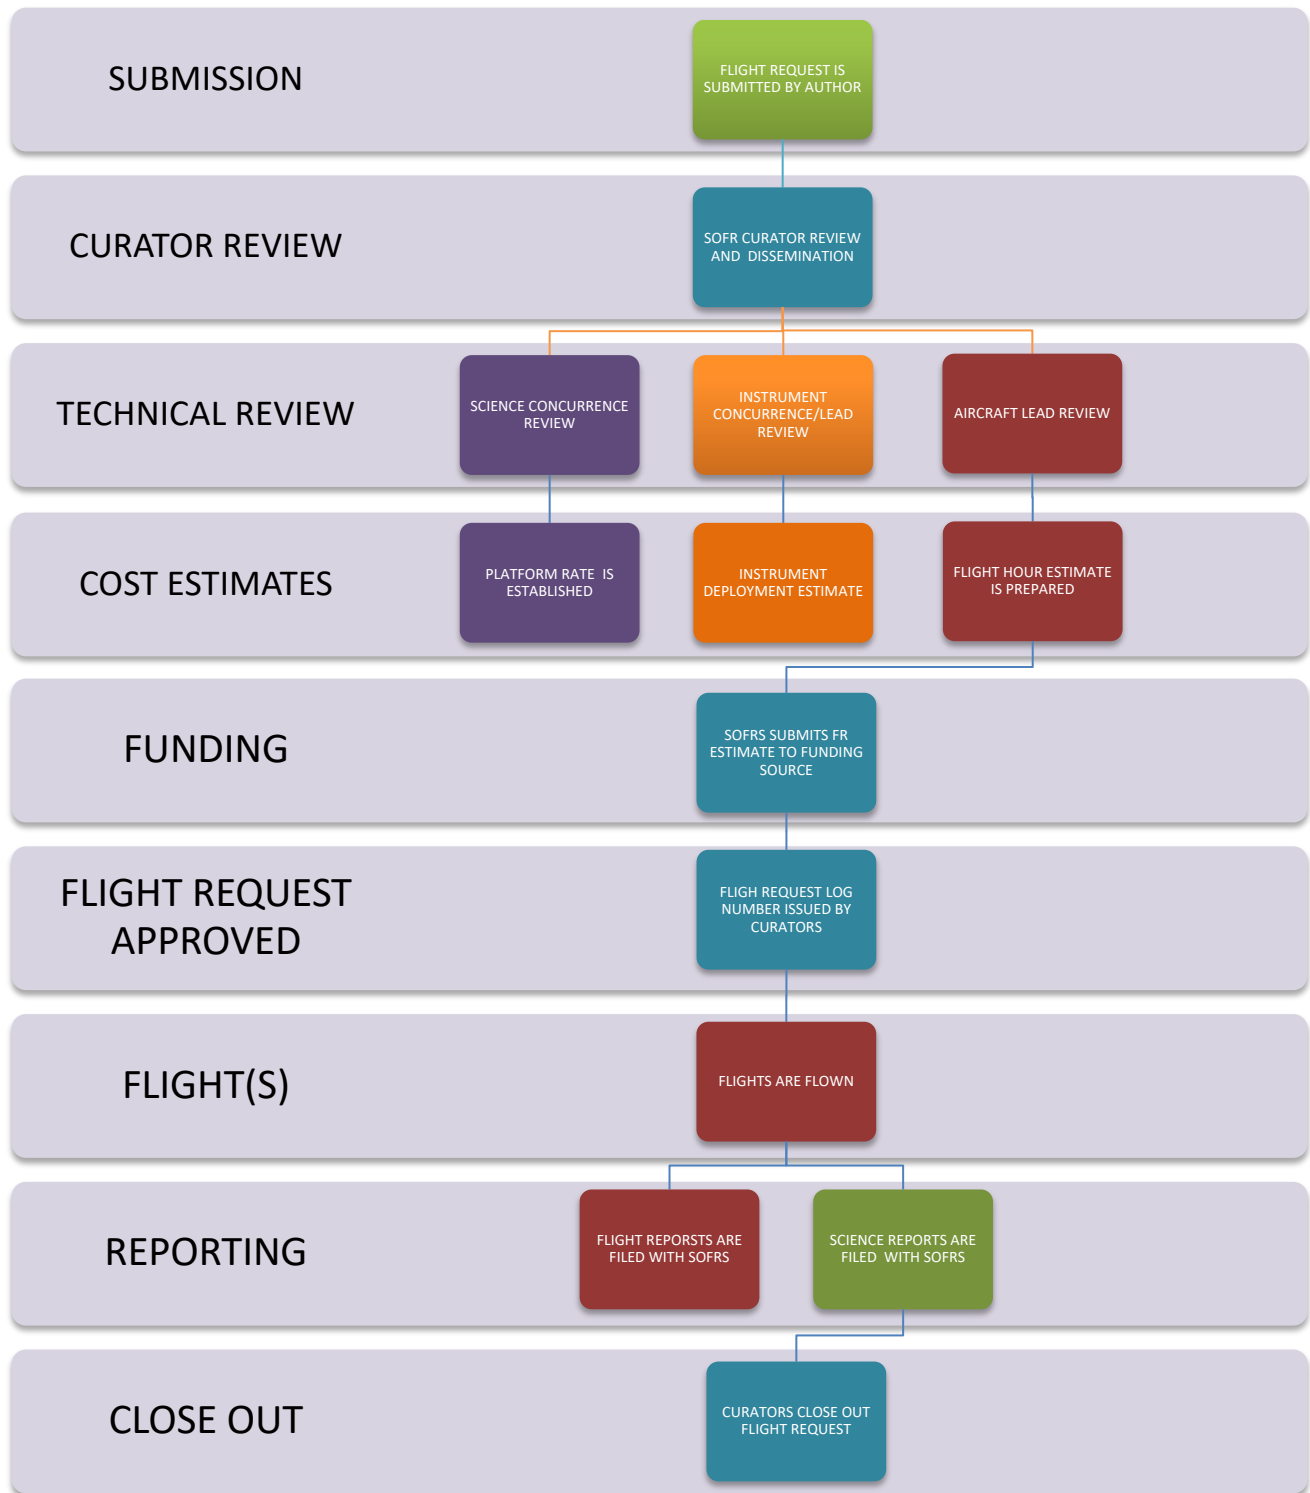 SUBMISSION
FLIGHT REQUEST IS
SUBMITTED BY AUTHOR
CURATOR REVIEW
SOFR CURATOR REVIEW
AND DISSEMINATION
TECHNICAL REVIEW
SCIENCE CONCURRENCE
REVIEW
INSTRUMENT
CONCURRENCE/LEAD
REVIEW
AIRCRAFT LEAD REVIEW
COST ESTIMATES
PLATFORM RATE IS
ESTABLISHED
INSTRUMENT
DEPLOYMENT ESTIMATE
FLIGHT HOUR ESTIMATE
IS PREPARED
FUNDING
SOFRS SUBMITS FR
ESTIMATE TO FUNDING
SOURCE
FLIGHT REQUEST
APPROVED
FLIGH REQUEST LOG
NUMBER ISSUED BY
CURATORS
FLIGHT(S)
FLIGHTS ARE FLOWN
REPORTING
FLIGHT REPORSTS ARE
FILED WITH SOFRS
SCIENCE REPORTS ARE
FILED WITH SOFRS
CLOSE OUT
CURATORS CLOSE OUT
FLIGHT REQUEST